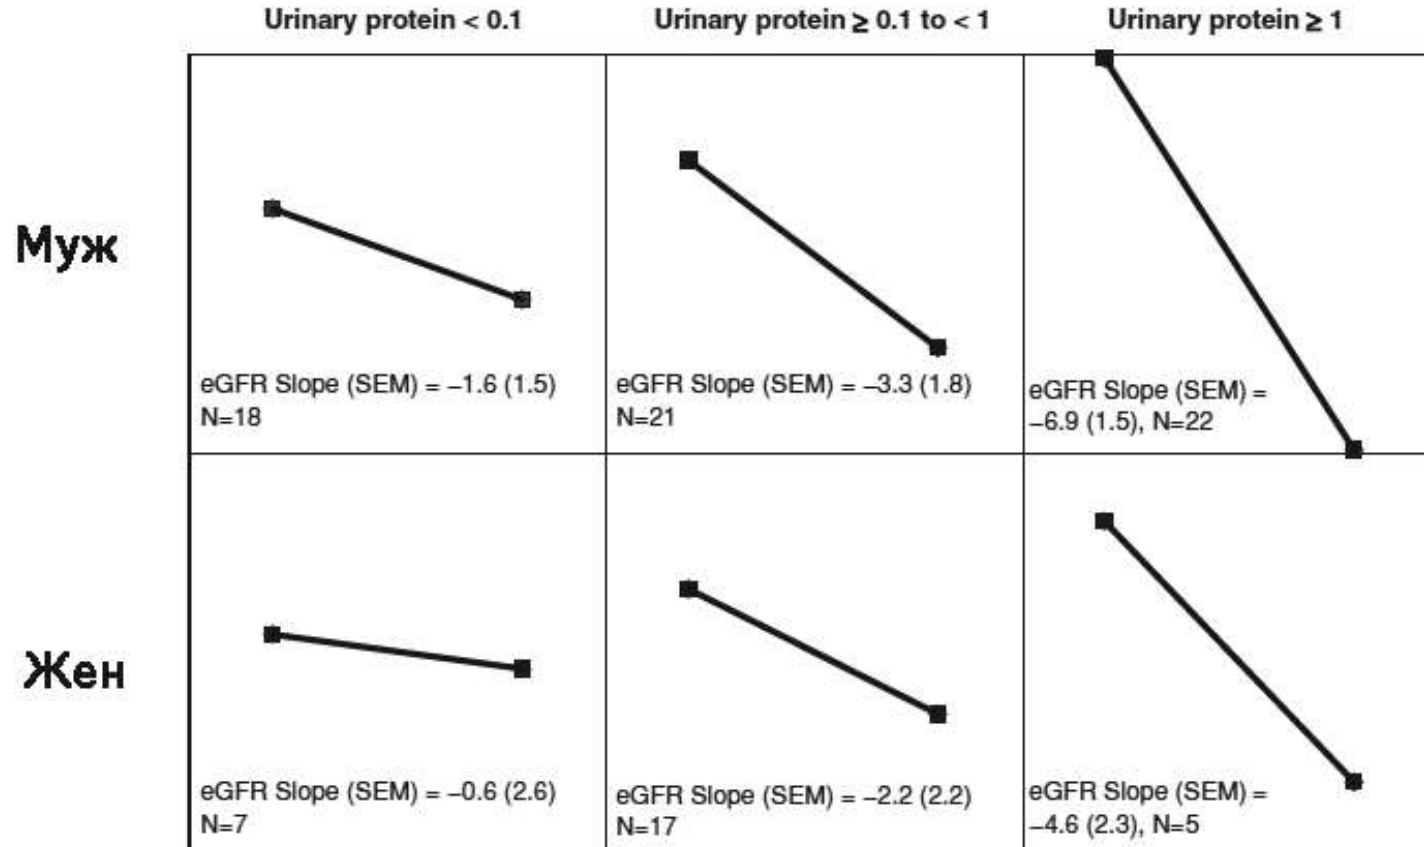 Urinary protein < 0.1
Urinary protein ≥ 0.1 to < 1
Urinary protein ≥ 1
Муж
eGFR Slope (SEM) = −1.6 (1.5)
N=18
eGFR Slope (SEM) = −3.3 (1.8)
N=21
eGFR Slope (SEM) =
−6.9 (1.5), N=22
Жен
eGFR Slope (SEM) = −0.6 (2.6)
N=7
eGFR Slope (SEM) = −2.2 (2.2)
N=17
eGFR Slope (SEM) =
−4.6 (2.3), N=5